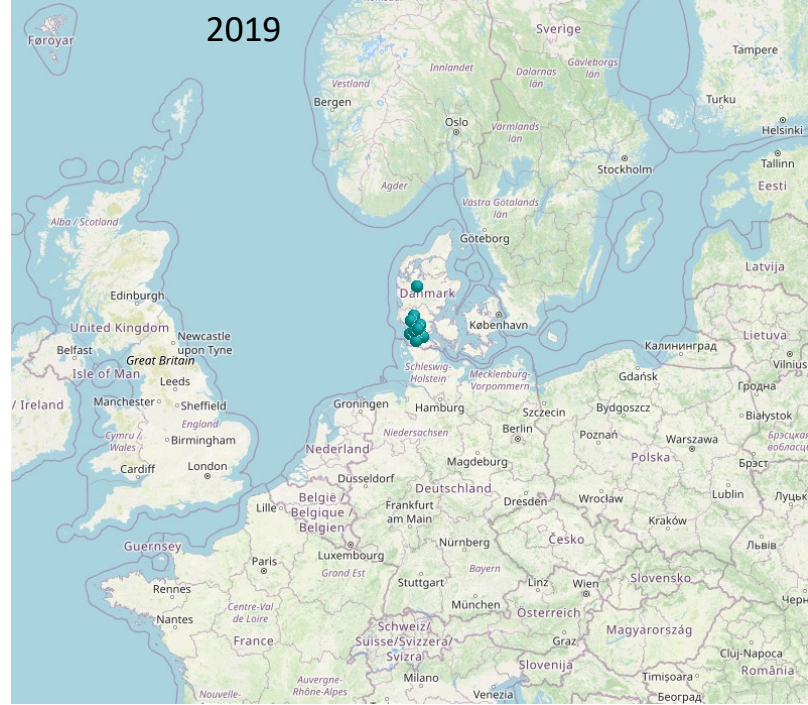 2019
Føroyar
Sverige
Tampere
Innlandet
Dalarnas
län
Gävleborgs
län
Vestland
Bergen
Turku
Helsinki
Oslo
Värmlands
län
Tallinn
Stockholm
Eesti
Agder
Västra Götalands
län
Alba / Scotland
Göteborg
Latvija
Edinburgh
Danmark
United Kingdom
København
Newcastle
upon Tyne
Lietuva
Belfast
Great Britain
Калининград
Vilnius
Isle of Man
Leeds
Schleswig-
Holstein
Mecklenburg-
Vorpommern
Gdańsk
Гродна
/ Ireland
Manchester
Sheffield
Groningen
Hamburg
Szczecin
Bydgoszcz
Białystok
England
Cymru /
Wales
Birmingham
Niedersachsen
Berlin
Poznań
Warszawa
Брэсцкая
вобласць
Nederland
Polska
Cardiff
London
Magdeburg
Брэст
Düsseldorf
Deutschland
Lublin
België /
Belgique /
Belgien
Lille
Frankfurt
am Main
Dresden
Wrocław
Луцьк
Kraków
Guernsey
Nürnberg
Česko
Львів
Luxembourg
Paris
Grand Est
Bayern
Rennes
Stuttgart
Linz
Wien
Slovensko
Centre-Val
de Loire
München
Österreich
Nantes
Schweiz/
Suisse/Svizzera/
Svizra
Magyarország
France
Graz
Cluj-Napoca
Auvergne-
Rhône-Alpes
Milano
Slovenija
Timișoara
România
Nouvelle-
Venezia
Београд